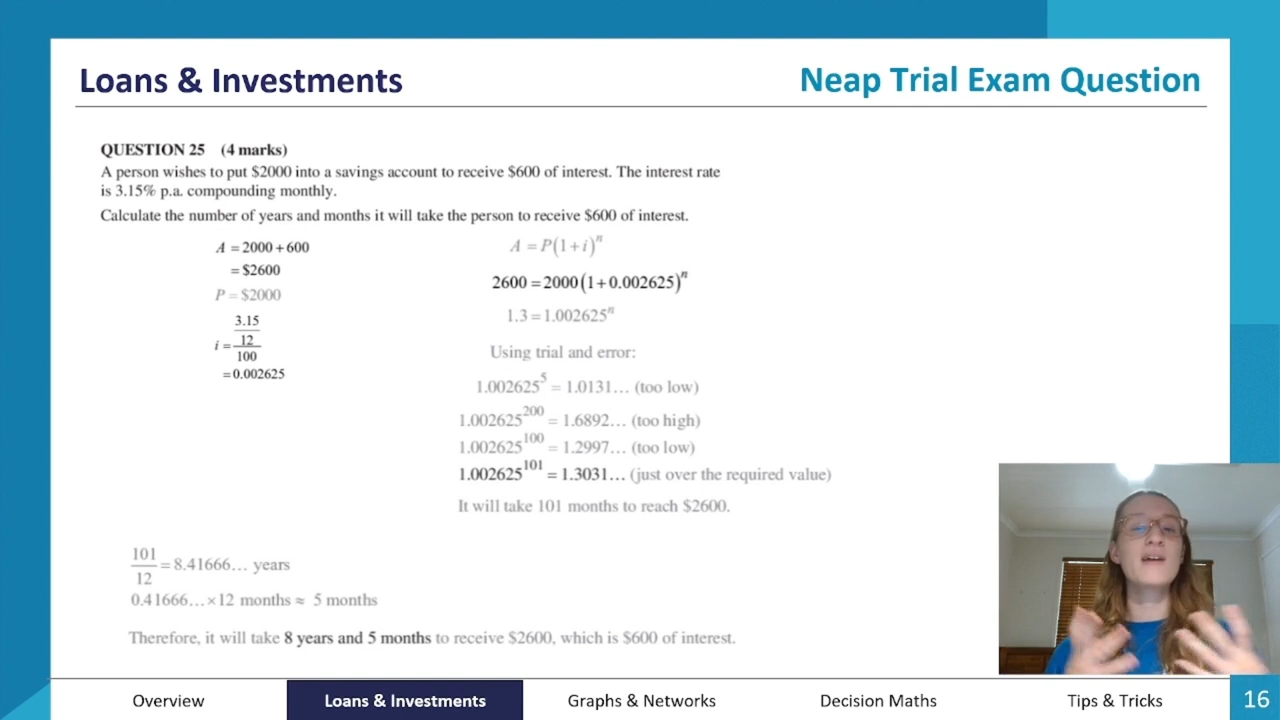 Loans & Investments
Neap Trial Exam Question
QUESTION 25 (4 marks)
A person wishes to put $2000 into a savings account to receive $600 of interest. The interest rate
is 3.15% p.a. compounding monthly.
Calculate the number of years and months it will take the person to receive $600 of interest.
A = 2000 + 600
= $2600
P = $2000
i = \frac{\frac{3.15}{12}}{100}
= 0.002625
A = P(1 + i)^n
2600 = 2000(1 + 0.002625)^n
1.3 = 1.002625^n
Using trial and error:
1.002625^5 = 1.0131... (too low)
1.002625^200 = 1.6892... (too high)
1.002625^100 = 1.2997... (too low)
1.002625^101 = 1.3031... (just over the required value)
It will take 101 months to reach $2600.
\frac{101}{12} = 8.41666... years
0.41666... × 12 months ≈ 5 months
Therefore, it will take 8 years and 5 months to receive $2600, which is $600 of interest.
Overview
Loans & Investments
Graphs & Networks
Decision Maths
Tips & Tricks
16